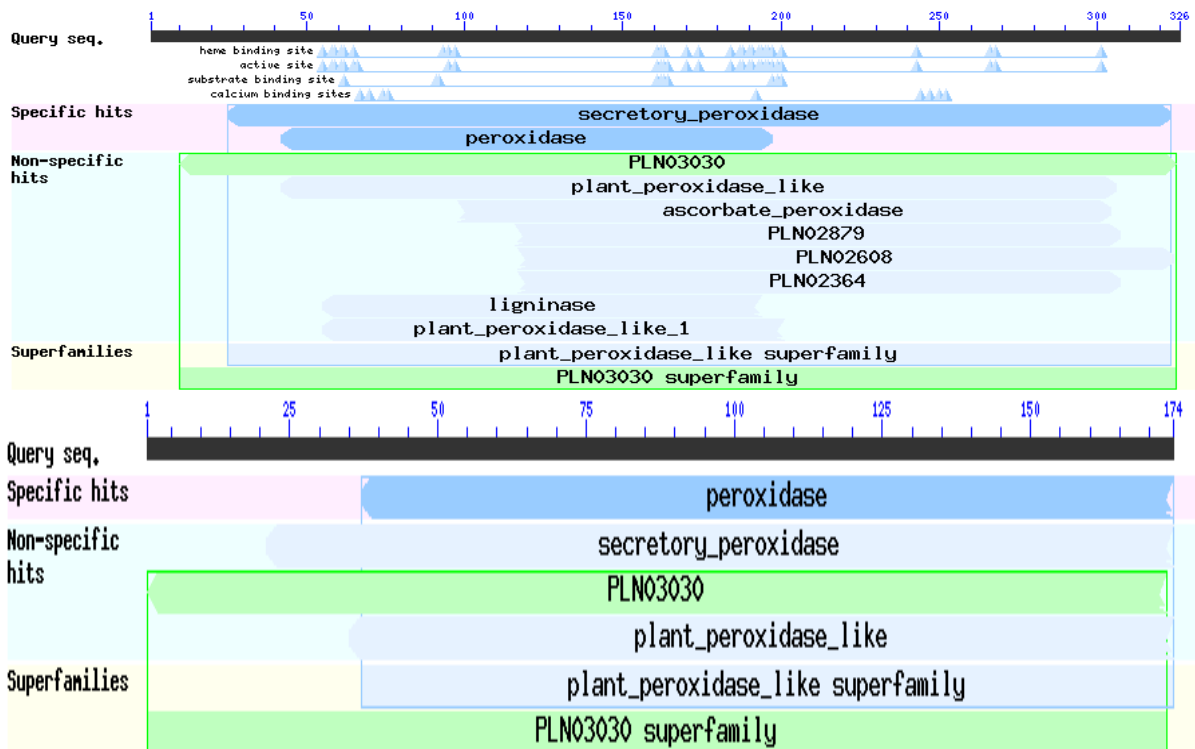 1 50 100 150 200 250 300 326
Query seq.
heme binding site
active site
substrate binding site
calcium binding sites
Specific hits
secretory_peroxidase
peroxidase
Non-specific
hits
PLN03030
plant_peroxidase_like
ascorbate_peroxidase
PLN02879
PLN02608
PLN02364
ligninase
plant_peroxidase_like_1
Superfamilies
plant_peroxidase_like superfamily
PLN03030 superfamily
1 25 50 75 100 125 150 174
Query seq.
Specific hits
peroxidase
Non-specific
hits
secretory_peroxidase
PLN03030
plant_peroxidase_like
Superfamilies
plant_peroxidase_like superfamily
PLN03030 superfamily